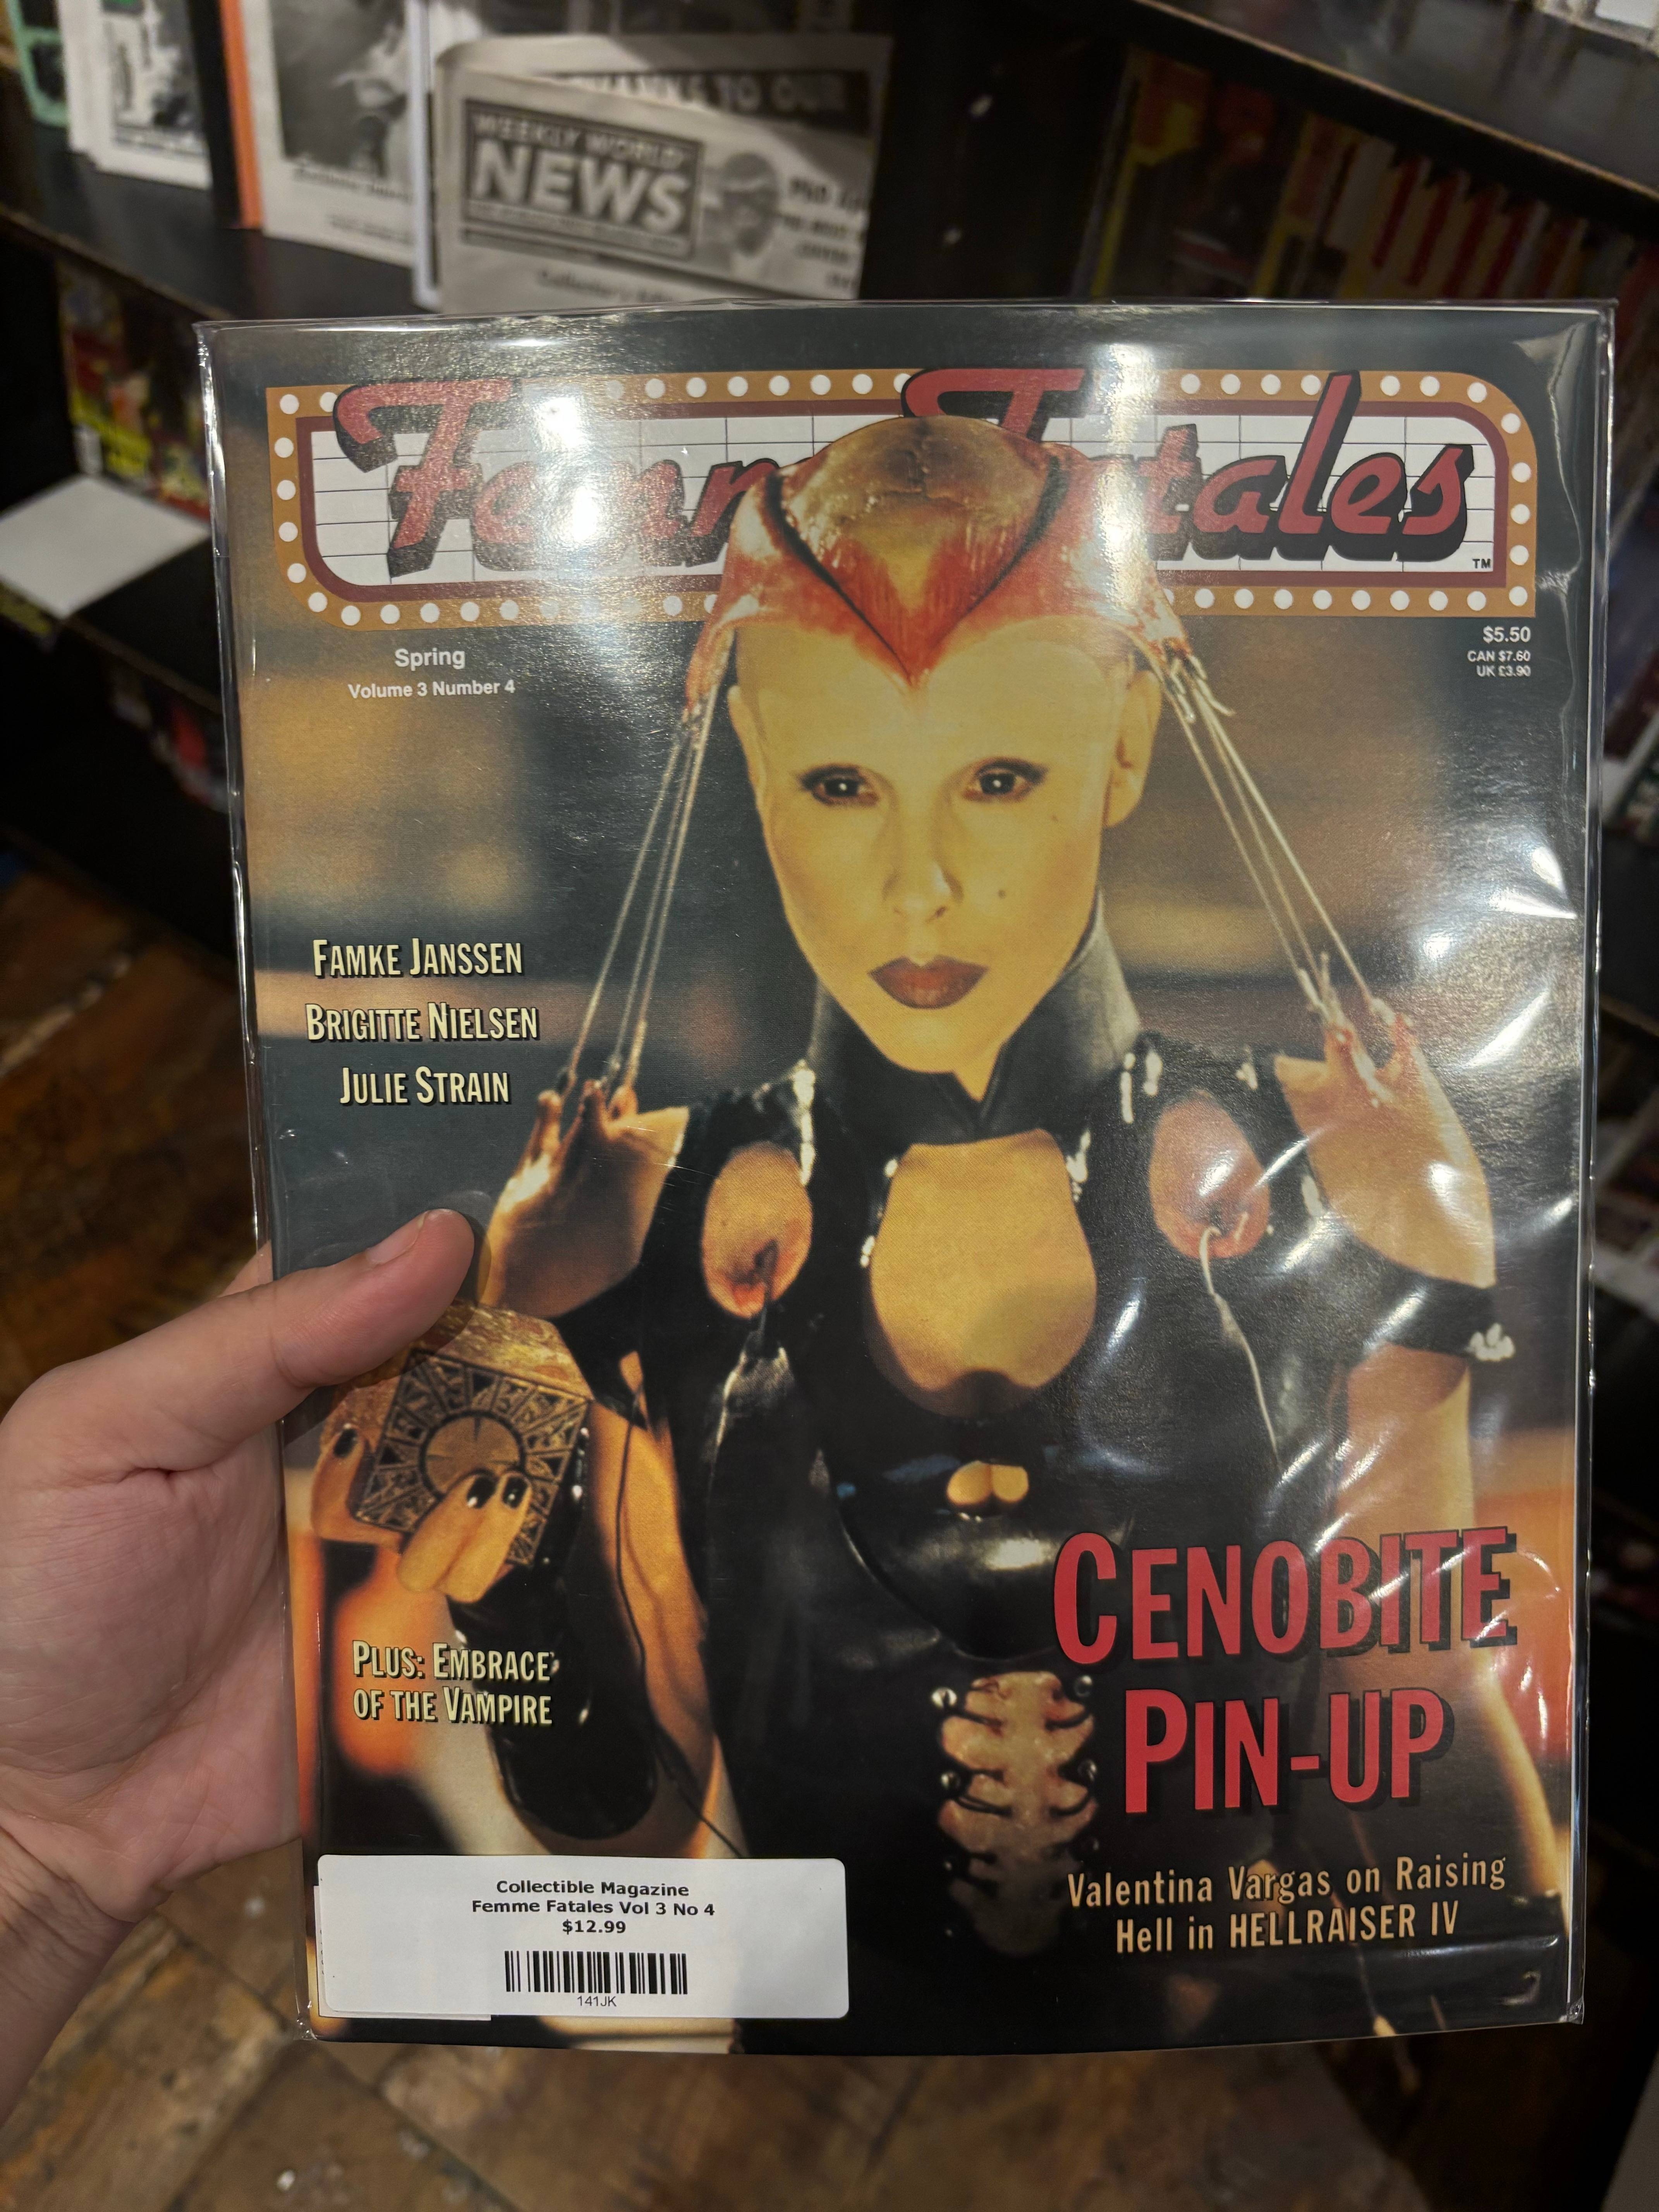 WEEKLY WORLD
NEWS
Femme Fatales
TM
Spring
Volume 3 Number 4
$5.50
CAN $7.60
UK £3.90
FAMKE JANSSEN
BRIGITTE NIELSEN
JULIE STRAIN
PLUS: EMBRACE
OF THE VAMPIRE
CENOBITE
PIN-UP
Valentina Vargas on Raising
Hell in HELLRAISER IV
Collectible Magazine
Femme Fatales Vol 3 No 4
$12.99
141JK